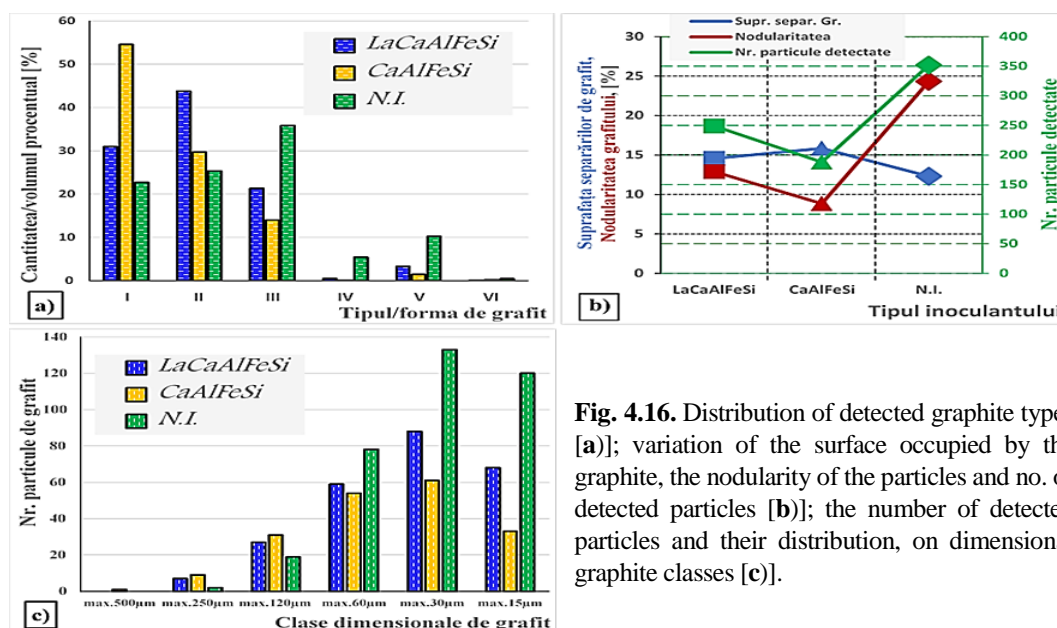 60
50
40
30
20
10
0
Cantitatea/volumul procentual [%]
LaCaAlFeSi
CaAlFeSi
N.I.
I II III IV V VI
Tipul/forma de grafit
a)
Supr. separ. Gr.
Nodularitatea
Nr. particule detectate
30
25
20
15
10
5
0
Suprafața separărilor de grafit,
Nodularitatea grafitului, [%]
400
350
300
250
200
150
100
50
0
Nr. particule detectate
LaCaAlFeSi CaAlFeSi N.I.
Tipul inoculantului
b)
140
120
100
80
60
40
20
0
Nr. particule de grafit
LaCaAlFeSi
CaAlFeSi
N.I.
max.500µm max.250µm max.120µm max.60µm max.30µm max.15µm
Clase dimensionale de grafit
c)
Fig. 4.16. Distribution of detected graphite type
[a)]; variation of the surface occupied by th
graphite, the nodularity of the particles and no. o
detected particles [b)]; the number of detecte
particles and their distribution, on dimension
graphite classes [c)].